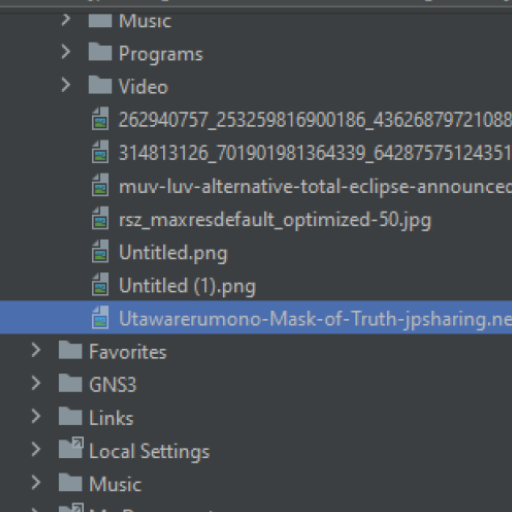 Music
Programs
Video
262940757_253259816900186_43626879721088
314813126_701901981364339_64287575124351
muv-luv-alternative-total-eclipse-announced
rsz_maxresdefault_optimized-50.jpg
Untitled.png
Untitled (1).png
Utawarerumono-Mask-of-Truth-jpsharing.ne
Favorites
GNS3
Links
Local Settings
Music